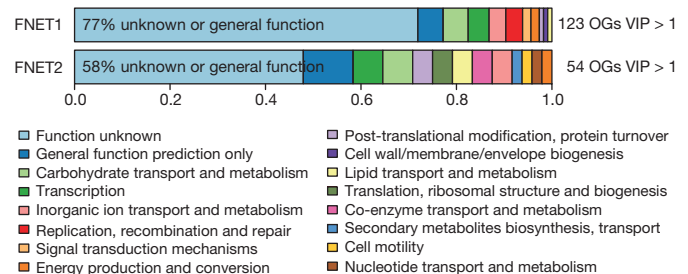 FNET1 77% unknown or general function 123 OGs VIP > 1
FNET2 58% unknown or general function 54 OGs VIP > 1
0.0 0.2 0.4 0.6 0.8 1.0
Function unknown
General function prediction only
Carbohydrate transport and metabolism
Transcription
Inorganic ion transport and metabolism
Replication, recombination and repair
Signal transduction mechanisms
Energy production and conversion
Post-translational modification, protein turnover
Cell wall/membrane/envelope biogenesis
Lipid transport and metabolism
Translation, ribosomal structure and biogenesis
Co-enzyme transport and metabolism
Secondary metabolites biosynthesis, transport
Cell motility
Nucleotide transport and metabolism